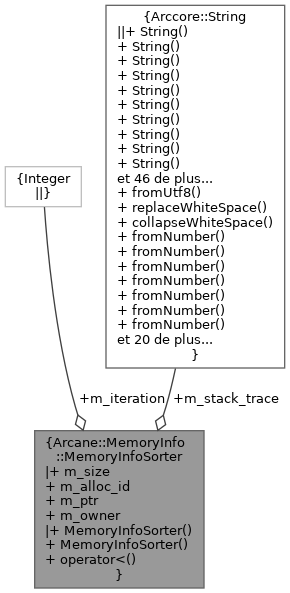 {Arccore::String
||+ String()
+ String()
+ String()
+ String()
+ String()
+ String()
+ String()
+ String()
+ String()
+ String()
et 46 de plus...
+ fromUtf8()
+ replaceWhiteSpace()
+ collapseWhiteSpace()
+ fromNumber()
+ fromNumber()
+ fromNumber()
+ fromNumber()
+ fromNumber()
+ fromNumber()
+ fromNumber()
et 20 de plus...
}
{Integer
||}
+m_iteration
+m_stack_trace
{Arcane::MemoryInfo
::MemoryInfoSorter
|+ m_size
+ m_alloc_id
+ m_ptr
+ m_owner
|+ MemoryInfoSorter()
+ MemoryInfoSorter()
+ operator<()
}